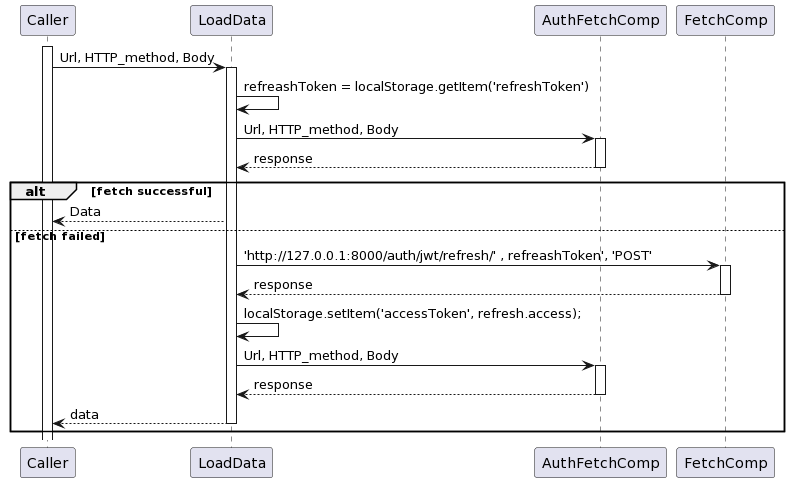 Caller LoadData AuthFetchComp FetchComp
Url, HTTP_method, Body
refreashToken = localStorage.getItem('refreshToken')
Url, HTTP_method, Body
response
alt [fetch successful]
Data
[fetch failed]
'http://127.0.0.1:8000/auth/jwt/refresh/' , refreashToken', 'POST'
response
localStorage.setItem('accessToken', refresh.access);
Url, HTTP_method, Body
response
data
Caller LoadData AuthFetchComp FetchComp